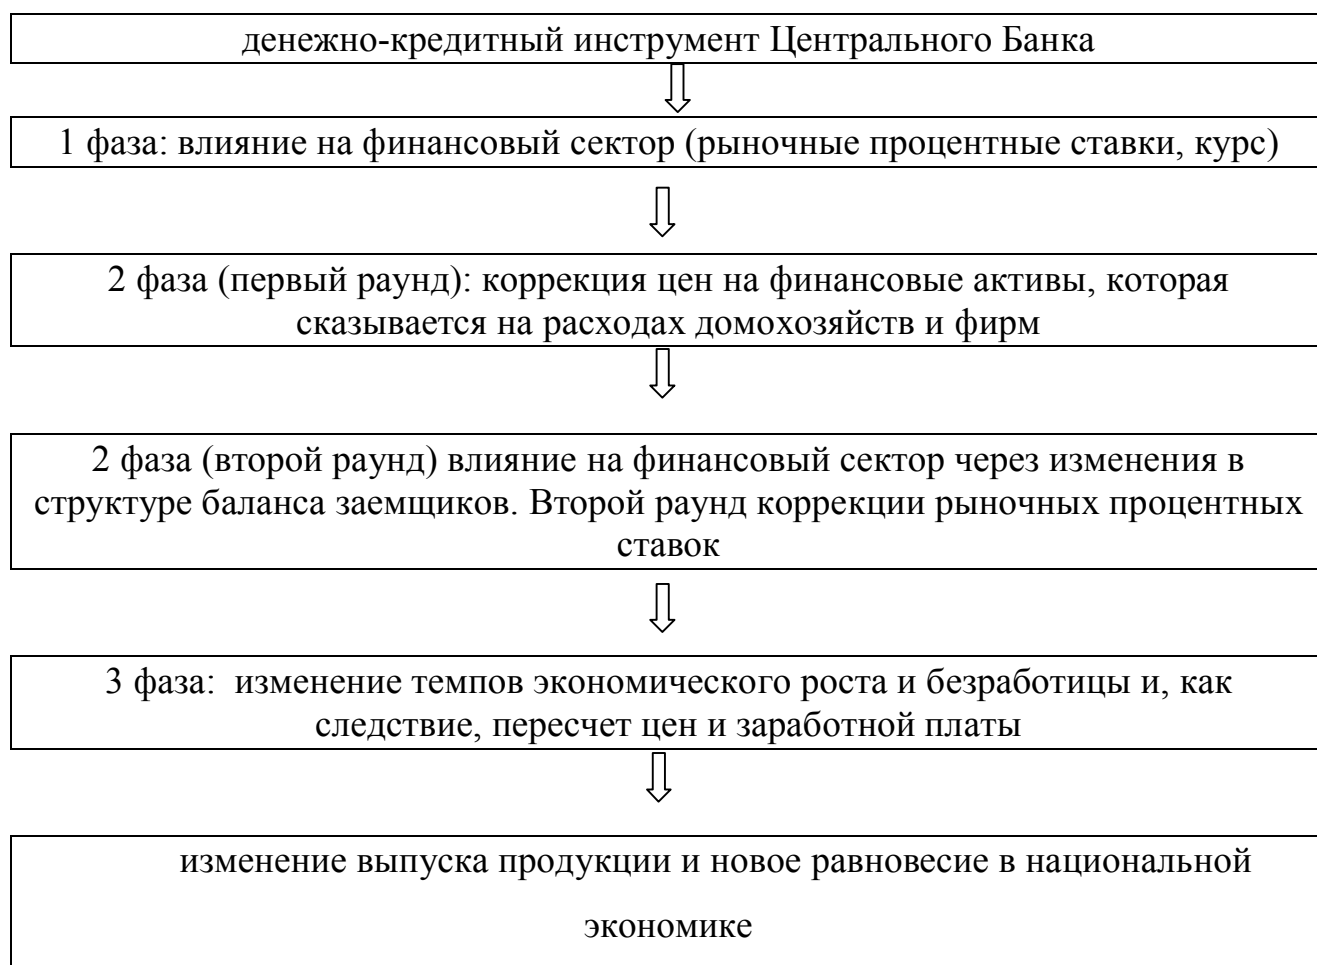 денежно-кредитный инструмент Центрального Банка
1 фаза: влияние на финансовый сектор (рыночные процентные ставки, курс)
2 фаза (первый раунд): коррекция цен на финансовые активы, которая
сказывается на расходах домохозяйств и фирм
2 фаза (второй раунд) влияние на финансовый сектор через изменения в
структуре баланса заемщиков. Второй раунд коррекции рыночных процентных
ставок
3 фаза: изменение темпов экономического роста и безработицы и, как
следствие, пересчет цен и заработной платы
изменение выпуска продукции и новое равновесие в национальной
экономике